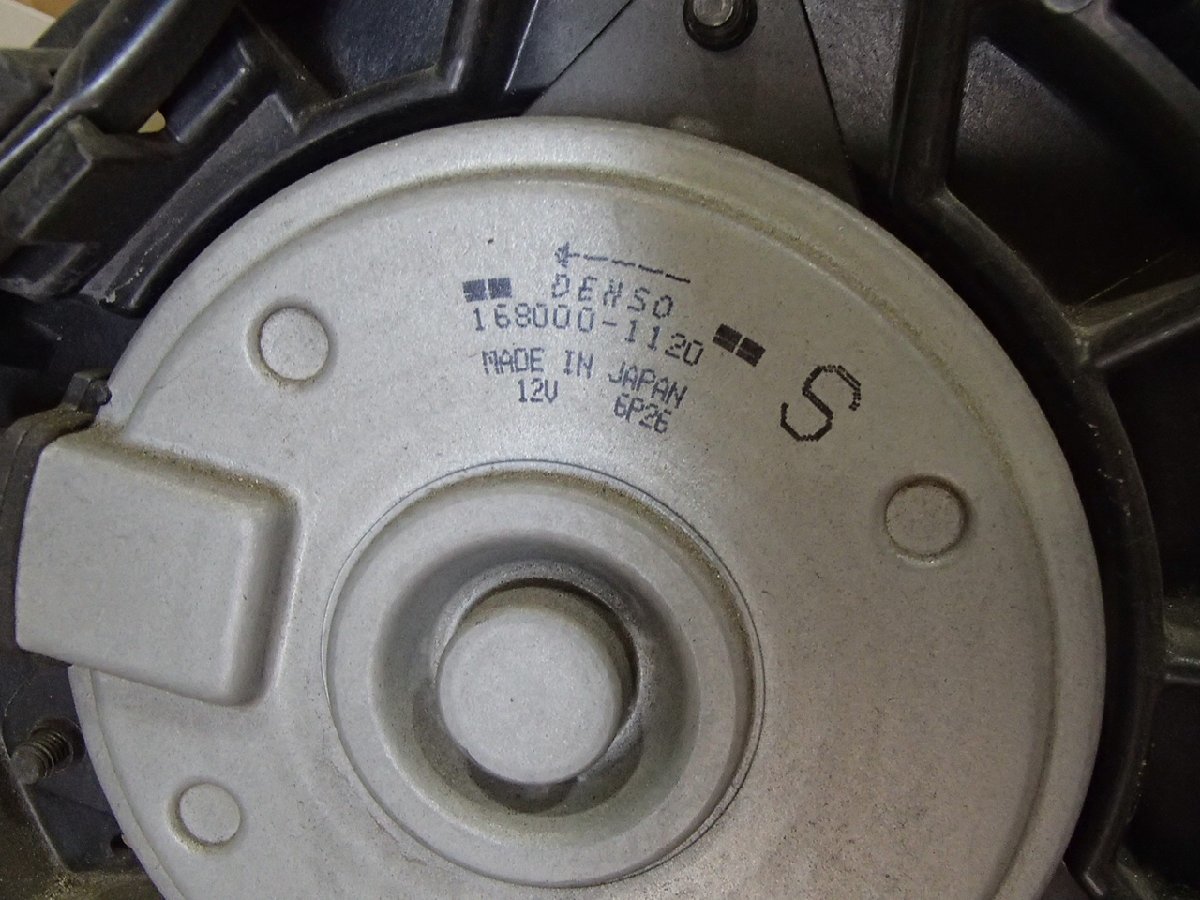 DENSO
168000-1120
MADE IN JAPAN
12V 6P26
S